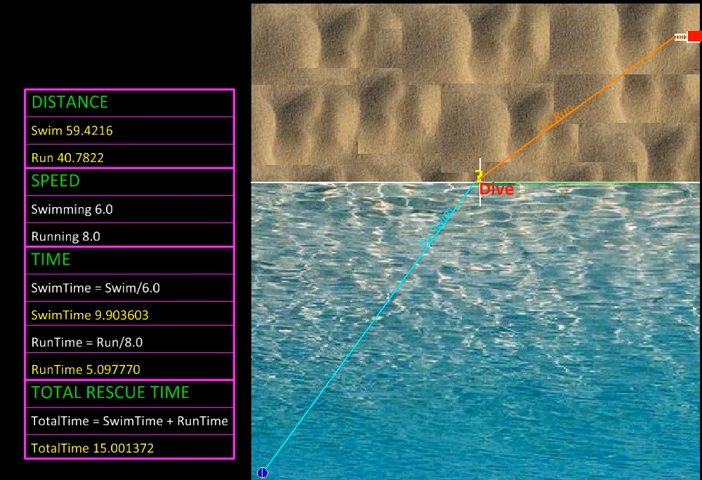 DISTANCE
Swim 59.4216
Run 40.7822
SPEED
Swimming 6.0
Running 8.0
TIME
SwimTime = Swim/6.0
SwimTime 9.903603
RunTime = Run/8.0
RunTime 5.097770
TOTAL RESCUE TIME
TotalTime = SwimTime + RunTime
TotalTime 15.001372
?
Dive